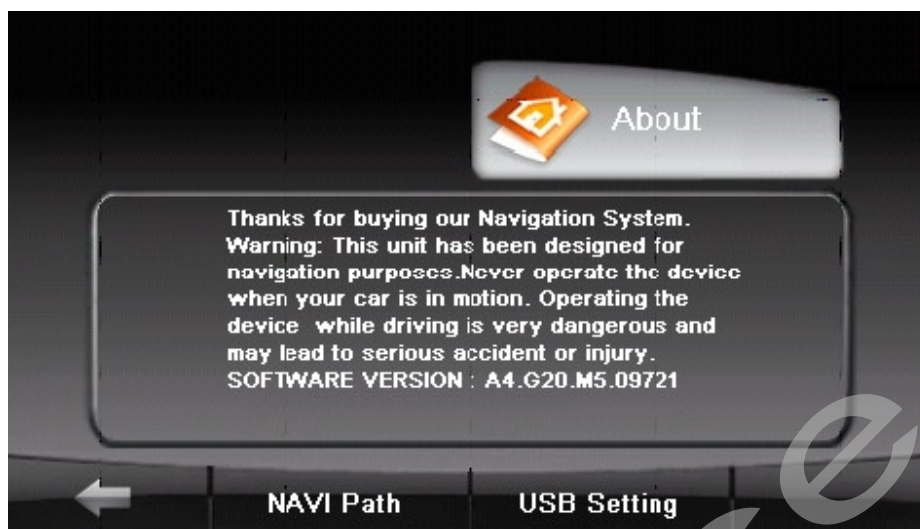 About
Thanks for buying our Navigation System.
Warning: This unit has been designed for
navigation purposes.Never operate the device
when your car is in motion. Operating the
device  while driving is very dangerous and
may lead to serious accident or injury.
SOFTWARE VERSION : A4.G20.M5.09721
NAVI Path
USB Setting